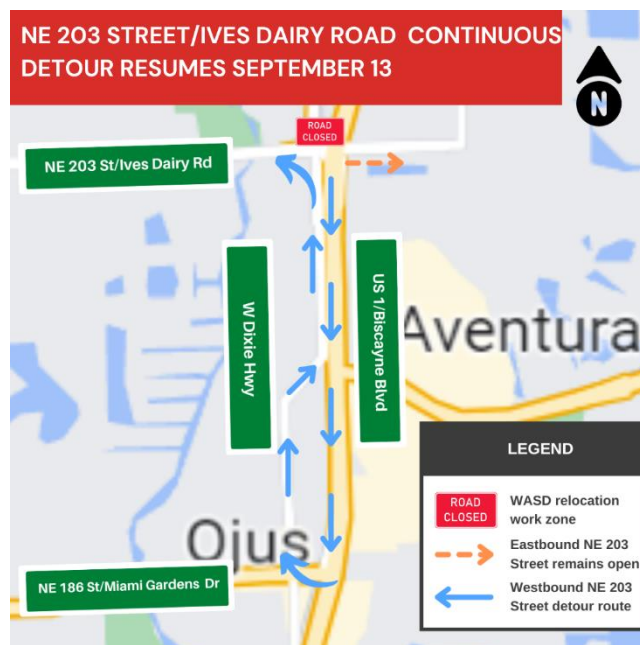 NE 203 STREET/IVES DAIRY ROAD CONTINUOUS
DETOUR RESUMES SEPTEMBER 13
N
ROAD
CLOSED
NE 203 St/Ives Dairy Rd
W Dixie Hwy
US 1/Biscayne Blvd
Aventura
Ojus
NE 186 St/Miami Gardens Dr
LEGEND
ROAD
CLOSED
WASD relocation
work zone
Eastbound NE 203
Street remains open
Westbound NE 203
Street detour route